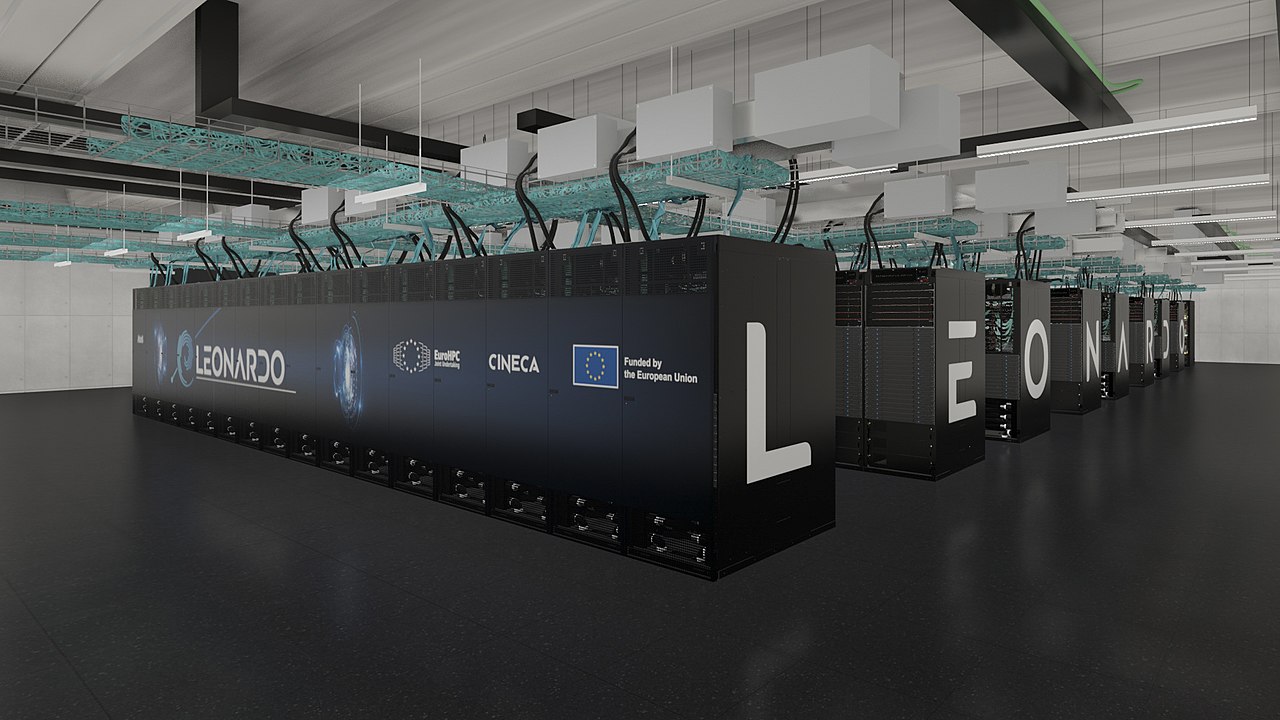 LEONARDO
EuroHPC
Joint Undertaking
CINECA
Funded by
the European Union
L
E
O
N
A
R
D
O